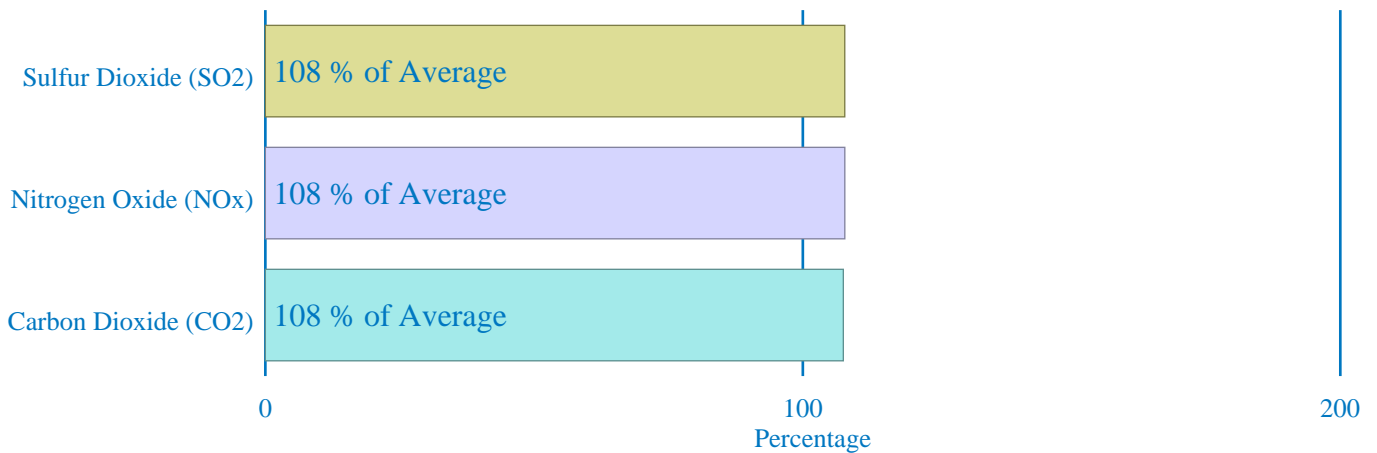 Sulfur Dioxide (SO2)
108 % of Average
Nitrogen Oxide (NOx)
108 % of Average
Carbon Dioxide (CO2)
108 % of Average
0 100 200
Percentage